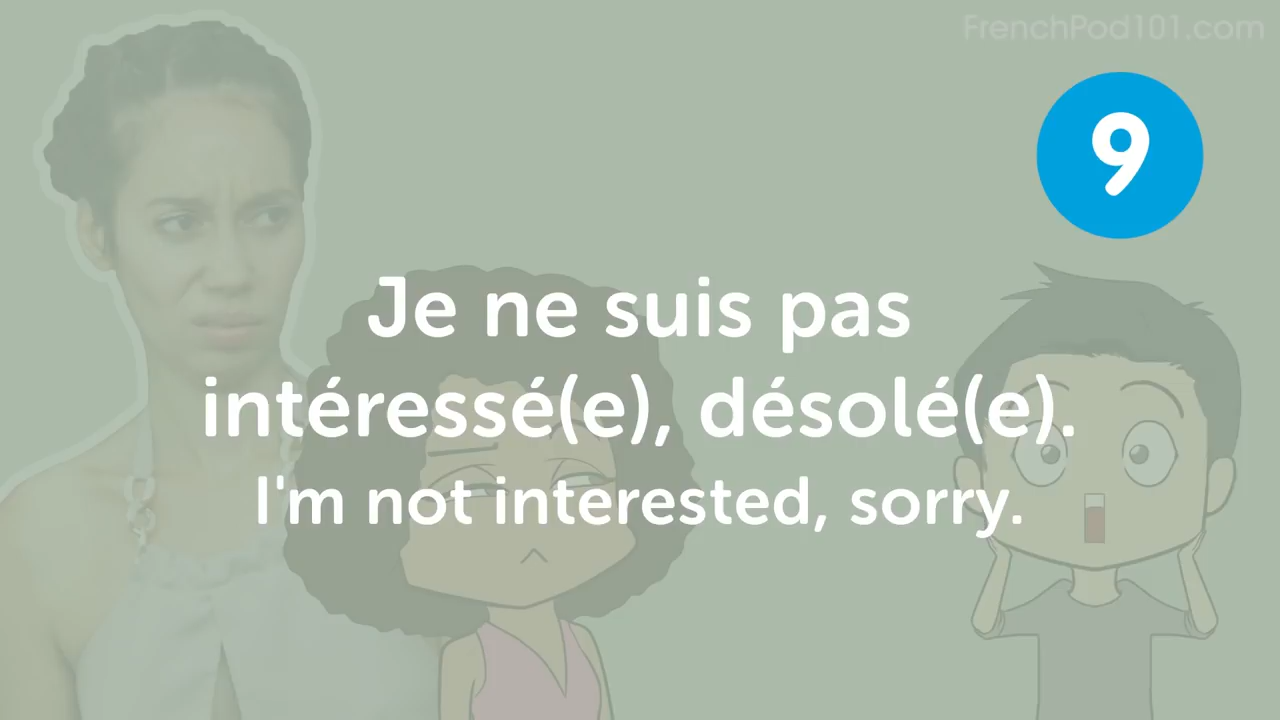 FrenchPod101.com
9
Je ne suis pas
intéressé(e), désolé(e).
I'm not interested, sorry.